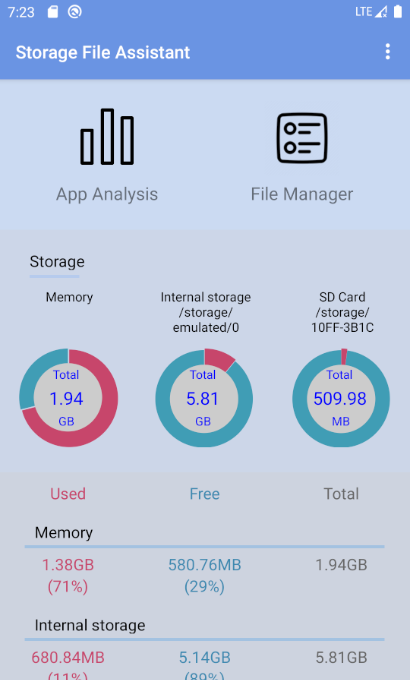 7:23 LTE
Storage File Assistant
App Analysis File Manager
Storage
Memory
Internal storage
/storage/
emulated/0
SD Card
/storage/
10FF-3B1C
Total
1.94
GB
Total
5.81
GB
Total
509.98
MB
Used Free Total
Memory
1.38GB 580.76MB 1.94GB
(71%) (29%)
Internal storage
680.84MB 5.14GB 5.81GB
(11%) (89%)